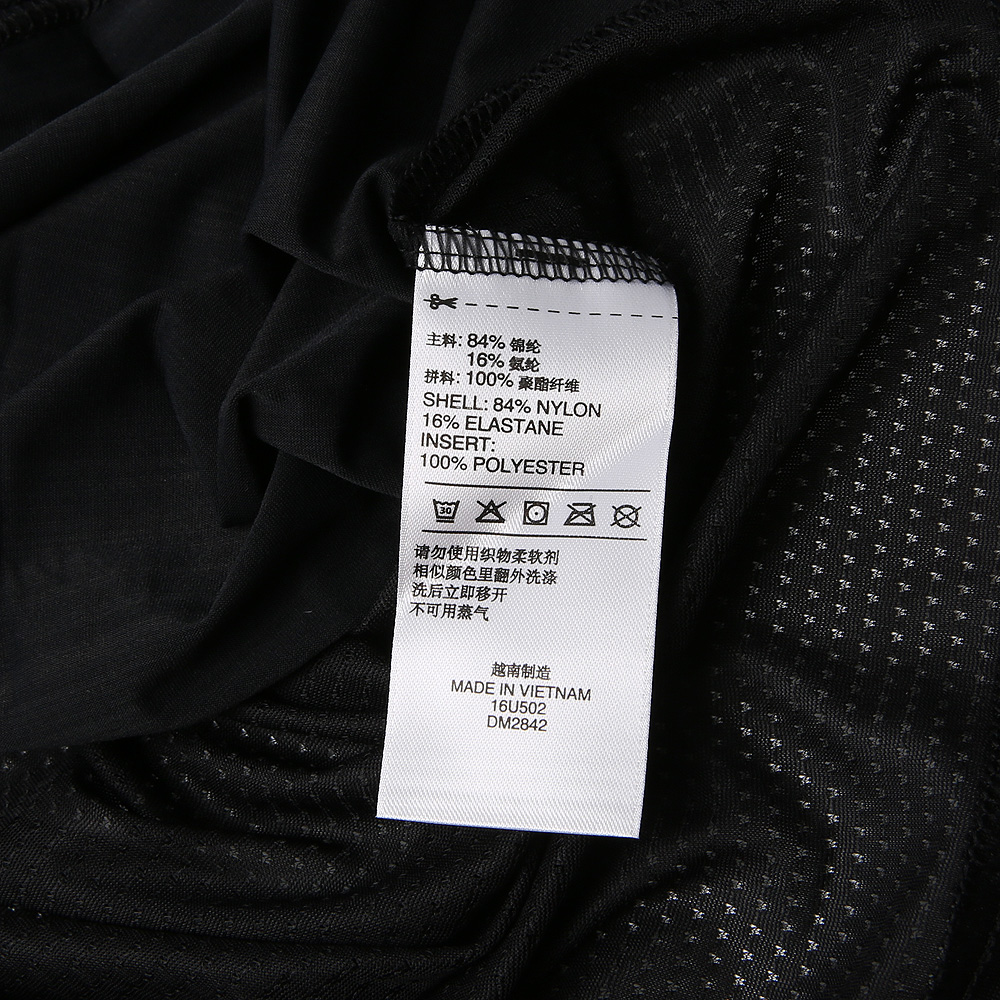 主料: 84% 锦纶
16% 氨纶
拼料: 100% 聚酯纤维
SHELL: 84% NYLON
16% ELASTANE
INSERT:
100% POLYESTER
30
请勿使用织物柔软剂
相似颜色里翻外洗涤
洗后立即移开
不可用蒸气
越南制造
MADE IN VIETNAM
16U502
DM2842